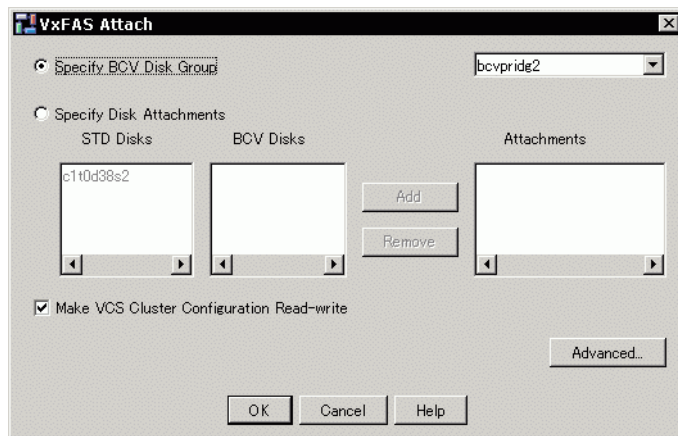 VxFAS Attach
Specify BCV Disk Group
bcvpridg2
Specify Disk Attachments
STD Disks
BCV Disks
Attachments
c1t0d38s2
Add
Remove
Make VCS Cluster Configuration Read-write
Advanced...
OK
Cancel
Help